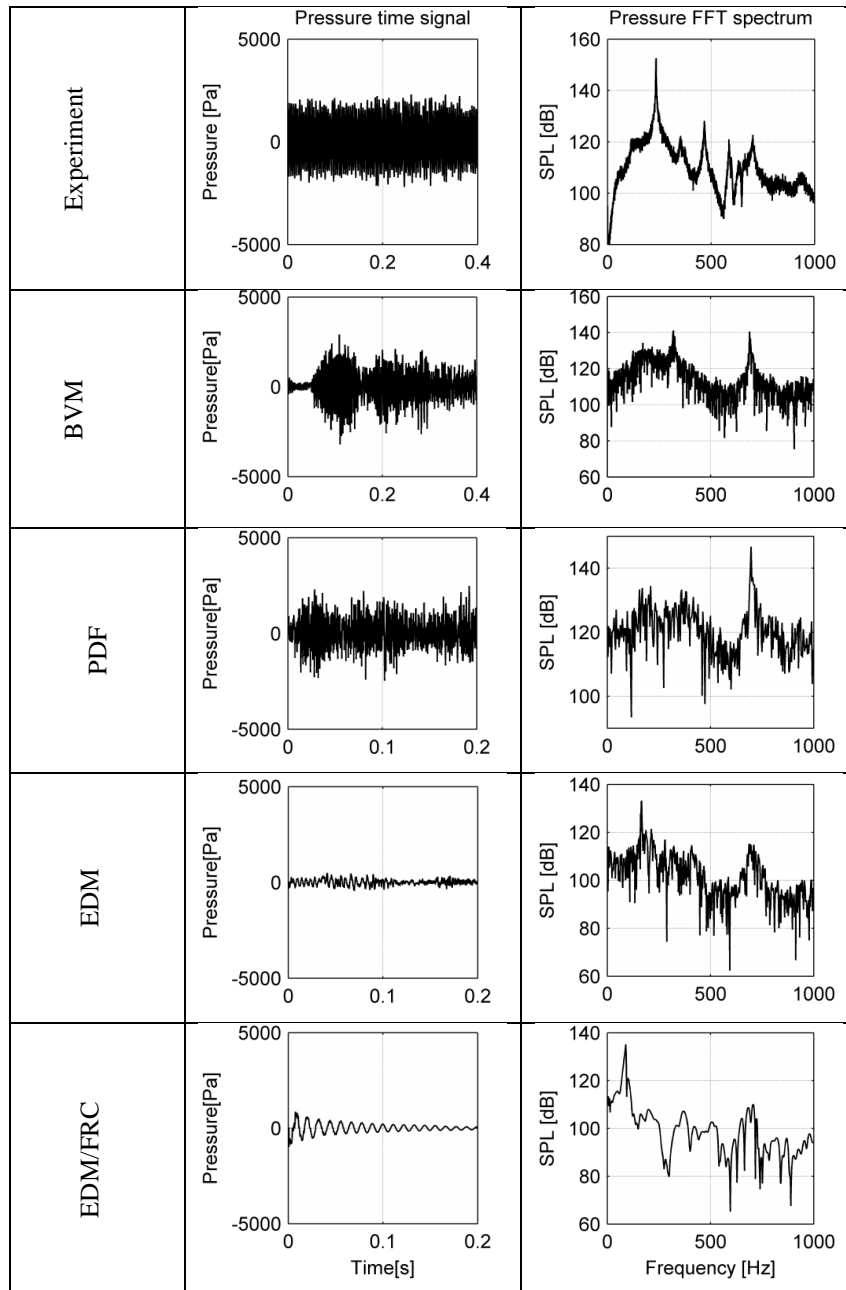 Pressure time signal
Pressure FFT spectrum
Experiment
Pressure [Pa]
5000
0
-5000
0 0.2 0.4
SPL [dB]
160
140
120
100
80
0 500 1000
BVM
Pressure[Pa]
5000
0
-5000
0 0.2 0.4
SPL [dB]
160
140
120
100
80
60
0 500 1000
PDF
Pressure[Pa]
5000
0
-5000
0 0.1 0.2
SPL [dB]
140
120
100
0 500 1000
EDM
Pressure[Pa]
5000
0
-5000
0 0.1 0.2
SPL [dB]
140
120
100
80
60
0 500 1000
EDM/FRC
Pressure[Pa]
5000
0
-5000
0 0.1 0.2
Time[s]
SPL [dB]
140
120
100
80
60
0 500 1000
Frequency [Hz]